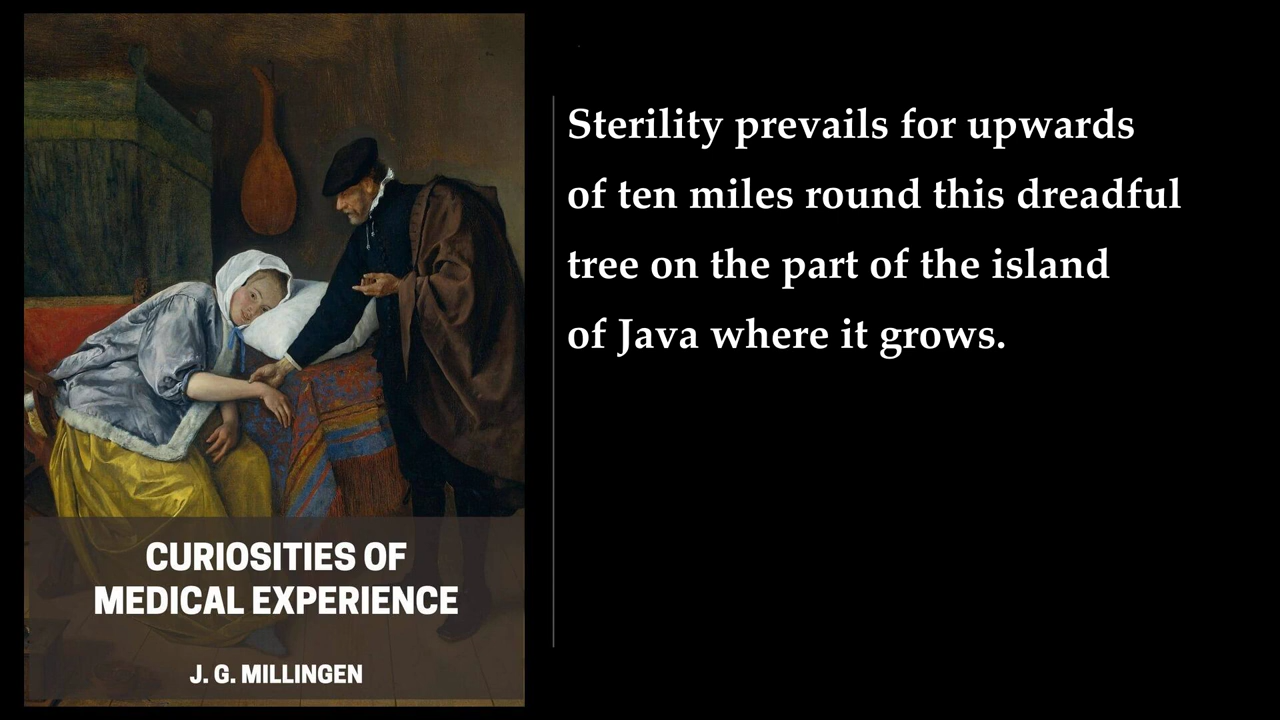 Sterility prevails for upwards
of ten miles round this dreadful
tree on the part of the island
of Java where it grows.
CURIOSITIES OF
MEDICAL EXPERIENCE
J. G. MILLINGEN